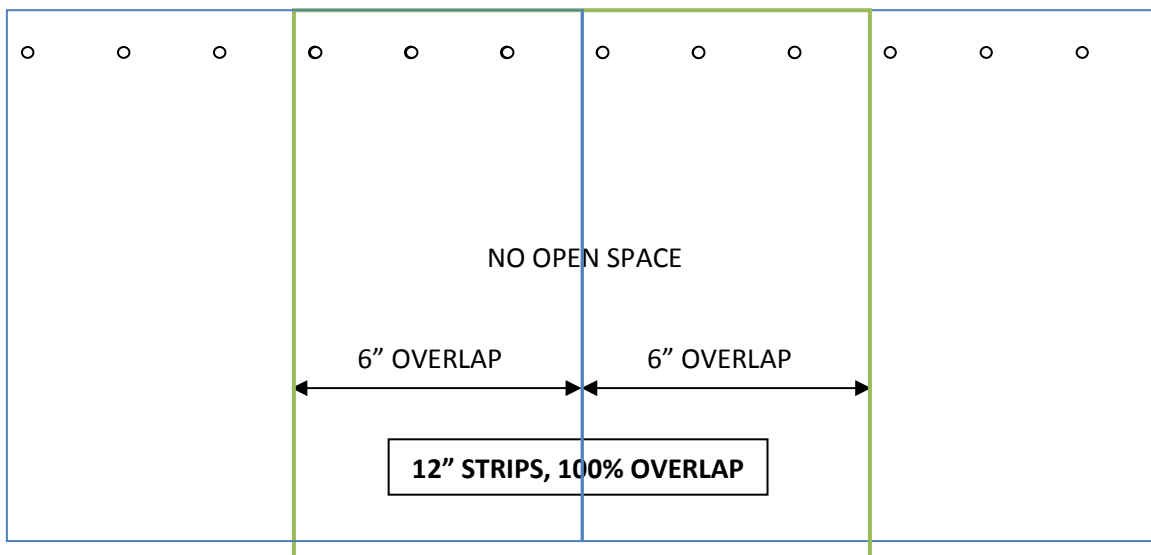 NO OPEN SPACE
6” OVERLAP 6” OVERLAP
12” STRIPS, 100% OVERLAP